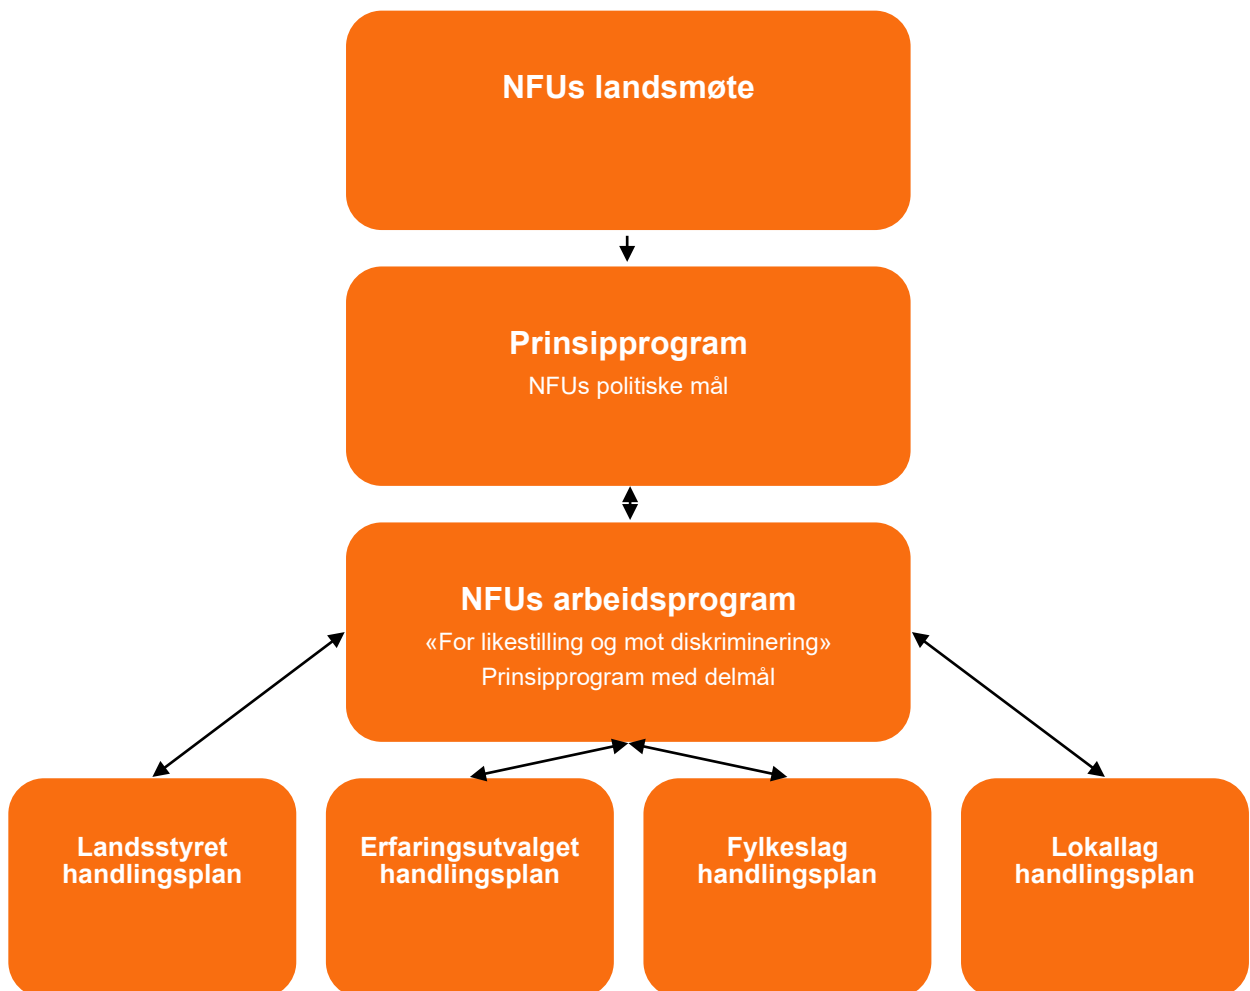 NFUs landsmøte
Prinsipprogram
NFUs politiske mål
NFUs arbeidsprogram
«For likestilling og mot diskriminering»
Prinsipprogram med delmål
Landsstyret
handlingsplan
Erfaringsutvalget
handlingsplan
Fylkeslag
handlingsplan
Lokallag
handlingsplan